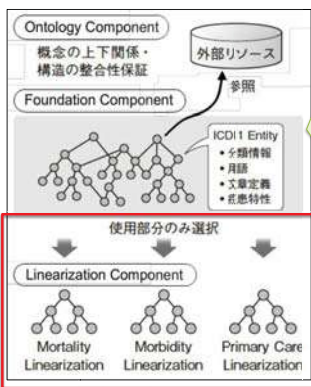 Ontology Component
概念の上下関係・
構造の整合性保証
外部リソース
参照
Foundation Component
ICD11 Entity
• 分類情報
• 用語
• 文章定義
• 疾患特性
使用部分のみ選択
Linearization Component
Mortality
Linearization
Morbidity
Linearization
Primary Care
Linearization